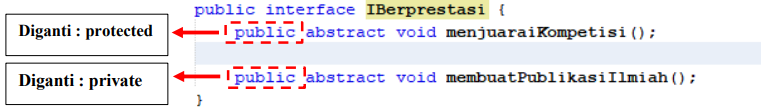 public interface IBerprestasi {
Diganti : protected
public abstract void menjuaraiKompetisi();
Diganti : private
public abstract void membuatPublikasiIlmiah();
}